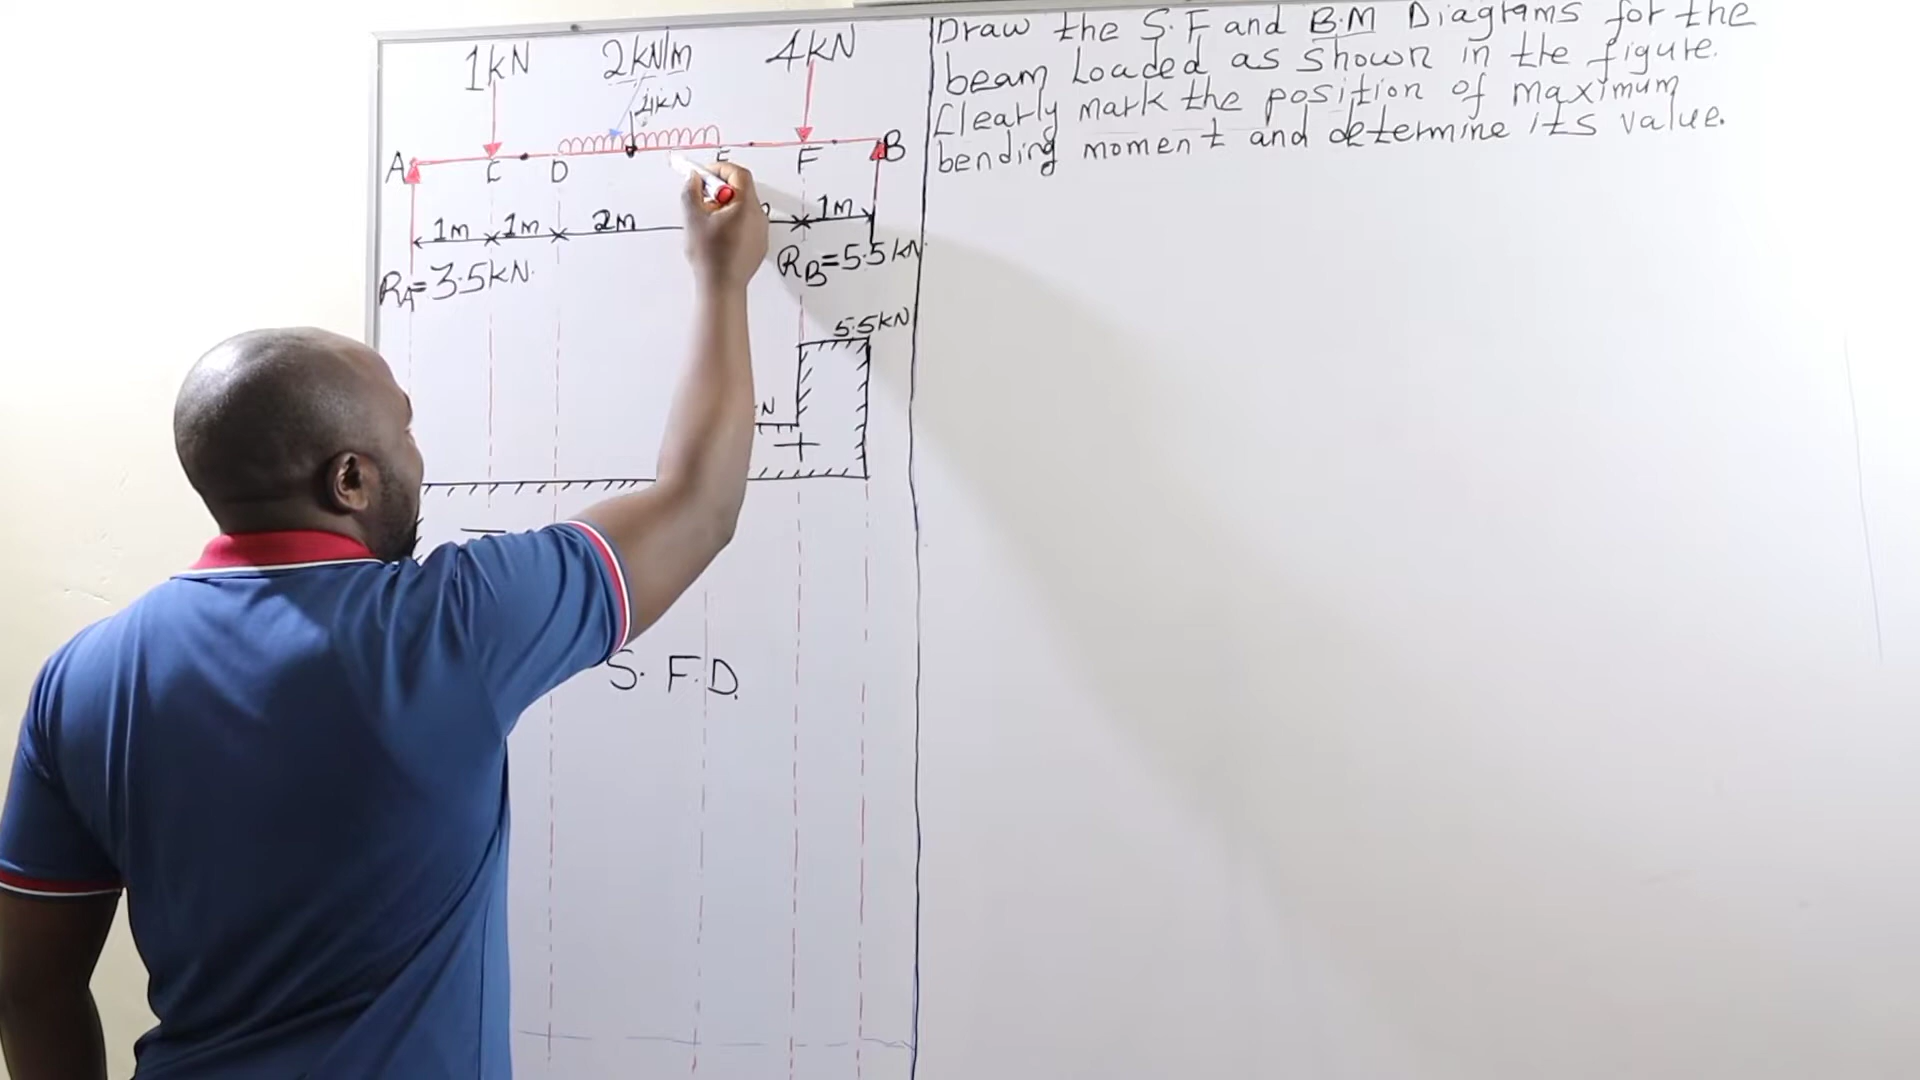 1kN 2kN/m 4kN
4kN
A C D F B
1m 1m 2m 1m
RA=3.5kN. RB=5.5kN
5.5kN
N
+
−
S.F.D.
Draw the S.F and B.M Diagrams for the
beam Loaded as shown in the figure.
Clearly mark the position of maximum
bending moment and determine its value.